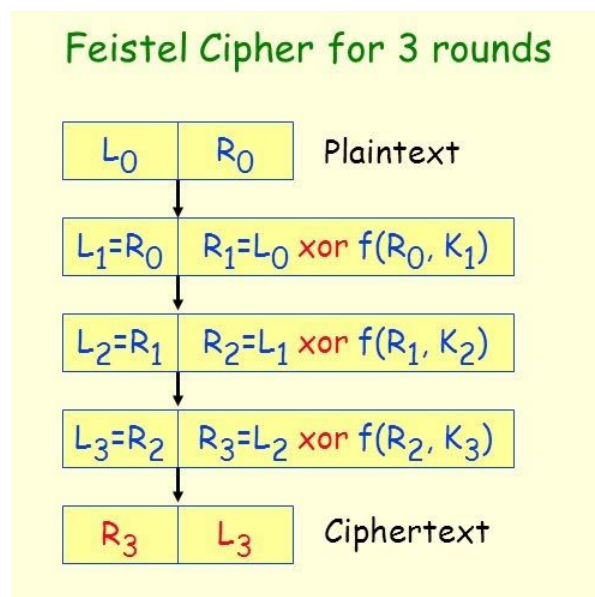 Feistel Cipher for 3 rounds
L₀ R₀ Plaintext
L₁=R₀ R₁=L₀ xor f(R₀, K₁)
L₂=R₁ R₂=L₁ xor f(R₁, K₂)
L₃=R₂ R₃=L₂ xor f(R₂, K₃)
R₃ L₃ Ciphertext